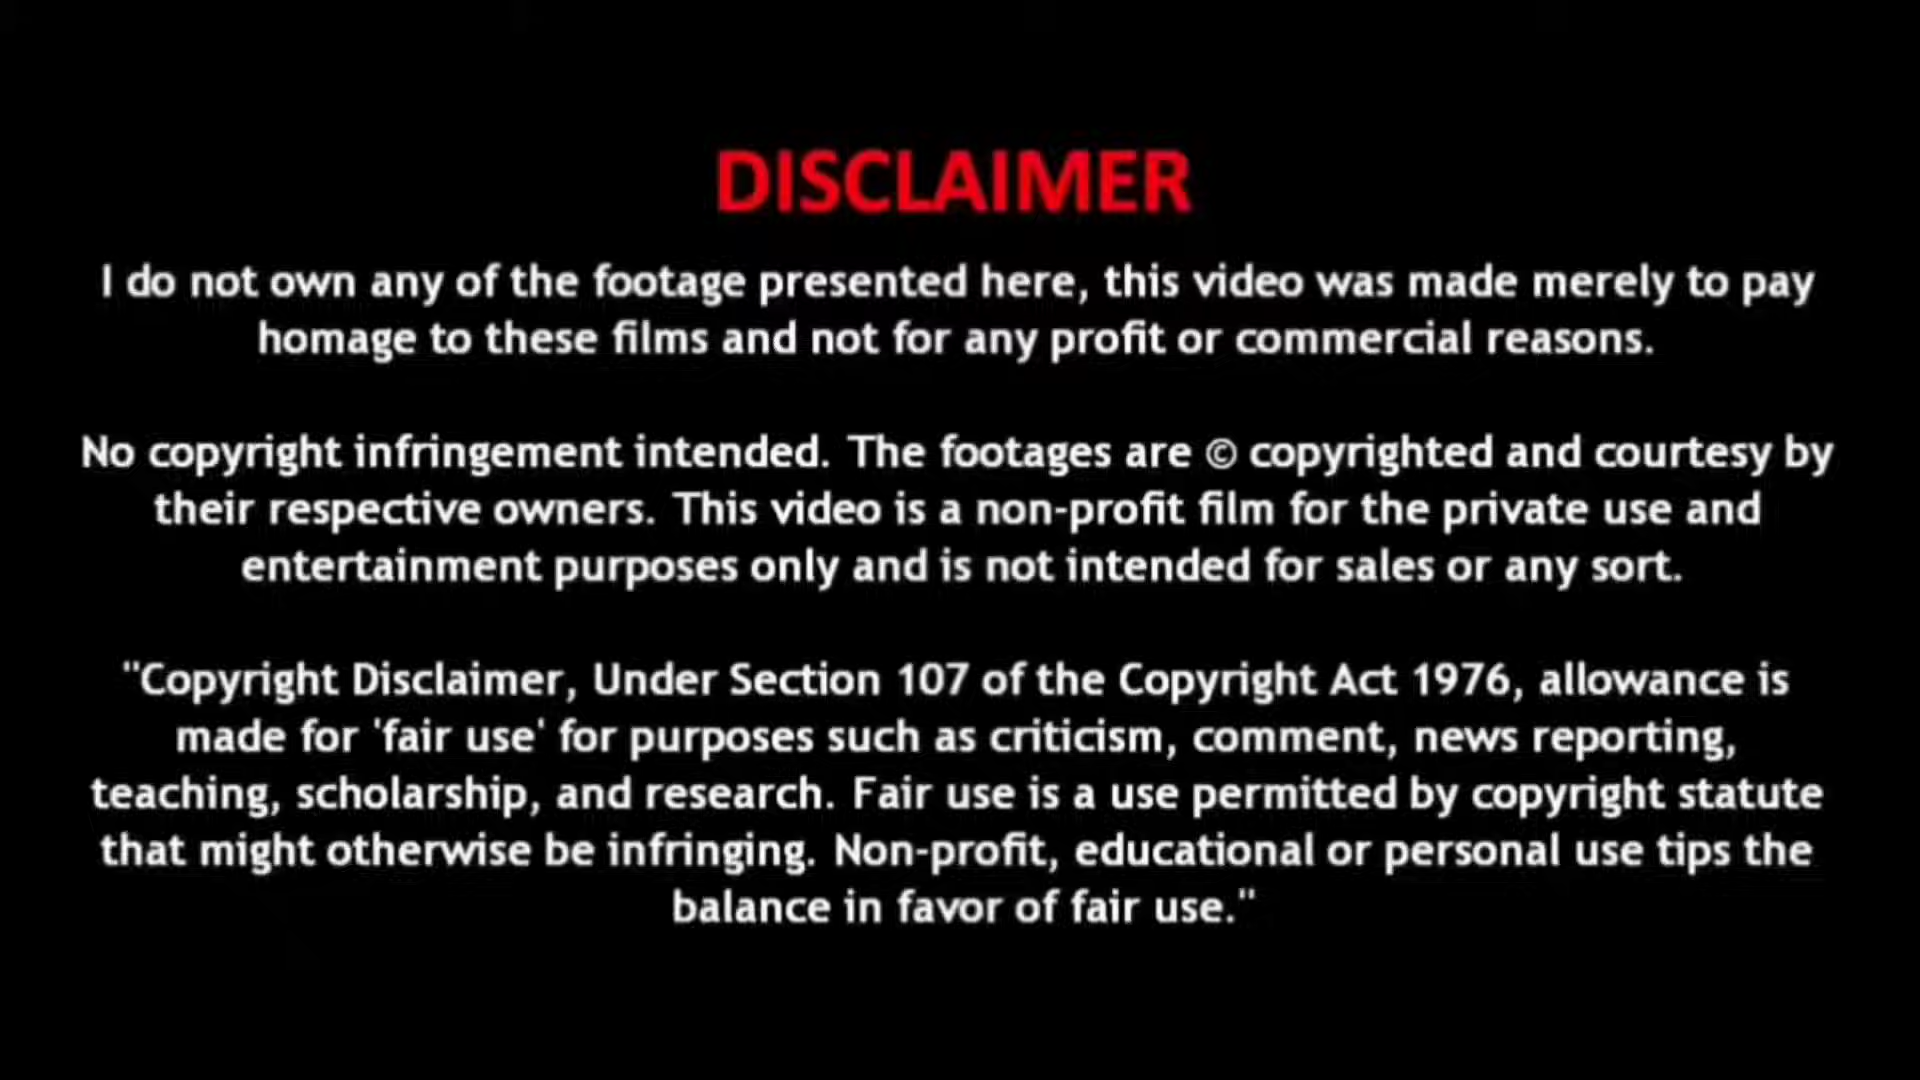 DISCLAIMER
I do not own any of the footage presented here, this video was made merely to pay
homage to these films and not for any profit or commercial reasons.
No copyright infringement intended. The footages are © copyrighted and courtesy by
their respective owners. This video is a non-profit film for the private use and
entertainment purposes only and is not intended for sales or any sort.
"Copyright Disclaimer, Under Section 107 of the Copyright Act 1976, allowance is
made for 'fair use' for purposes such as criticism, comment, news reporting,
teaching, scholarship, and research. Fair use is a use permitted by copyright statute
that might otherwise be infringing. Non-profit, educational or personal use tips the
balance in favor of fair use."